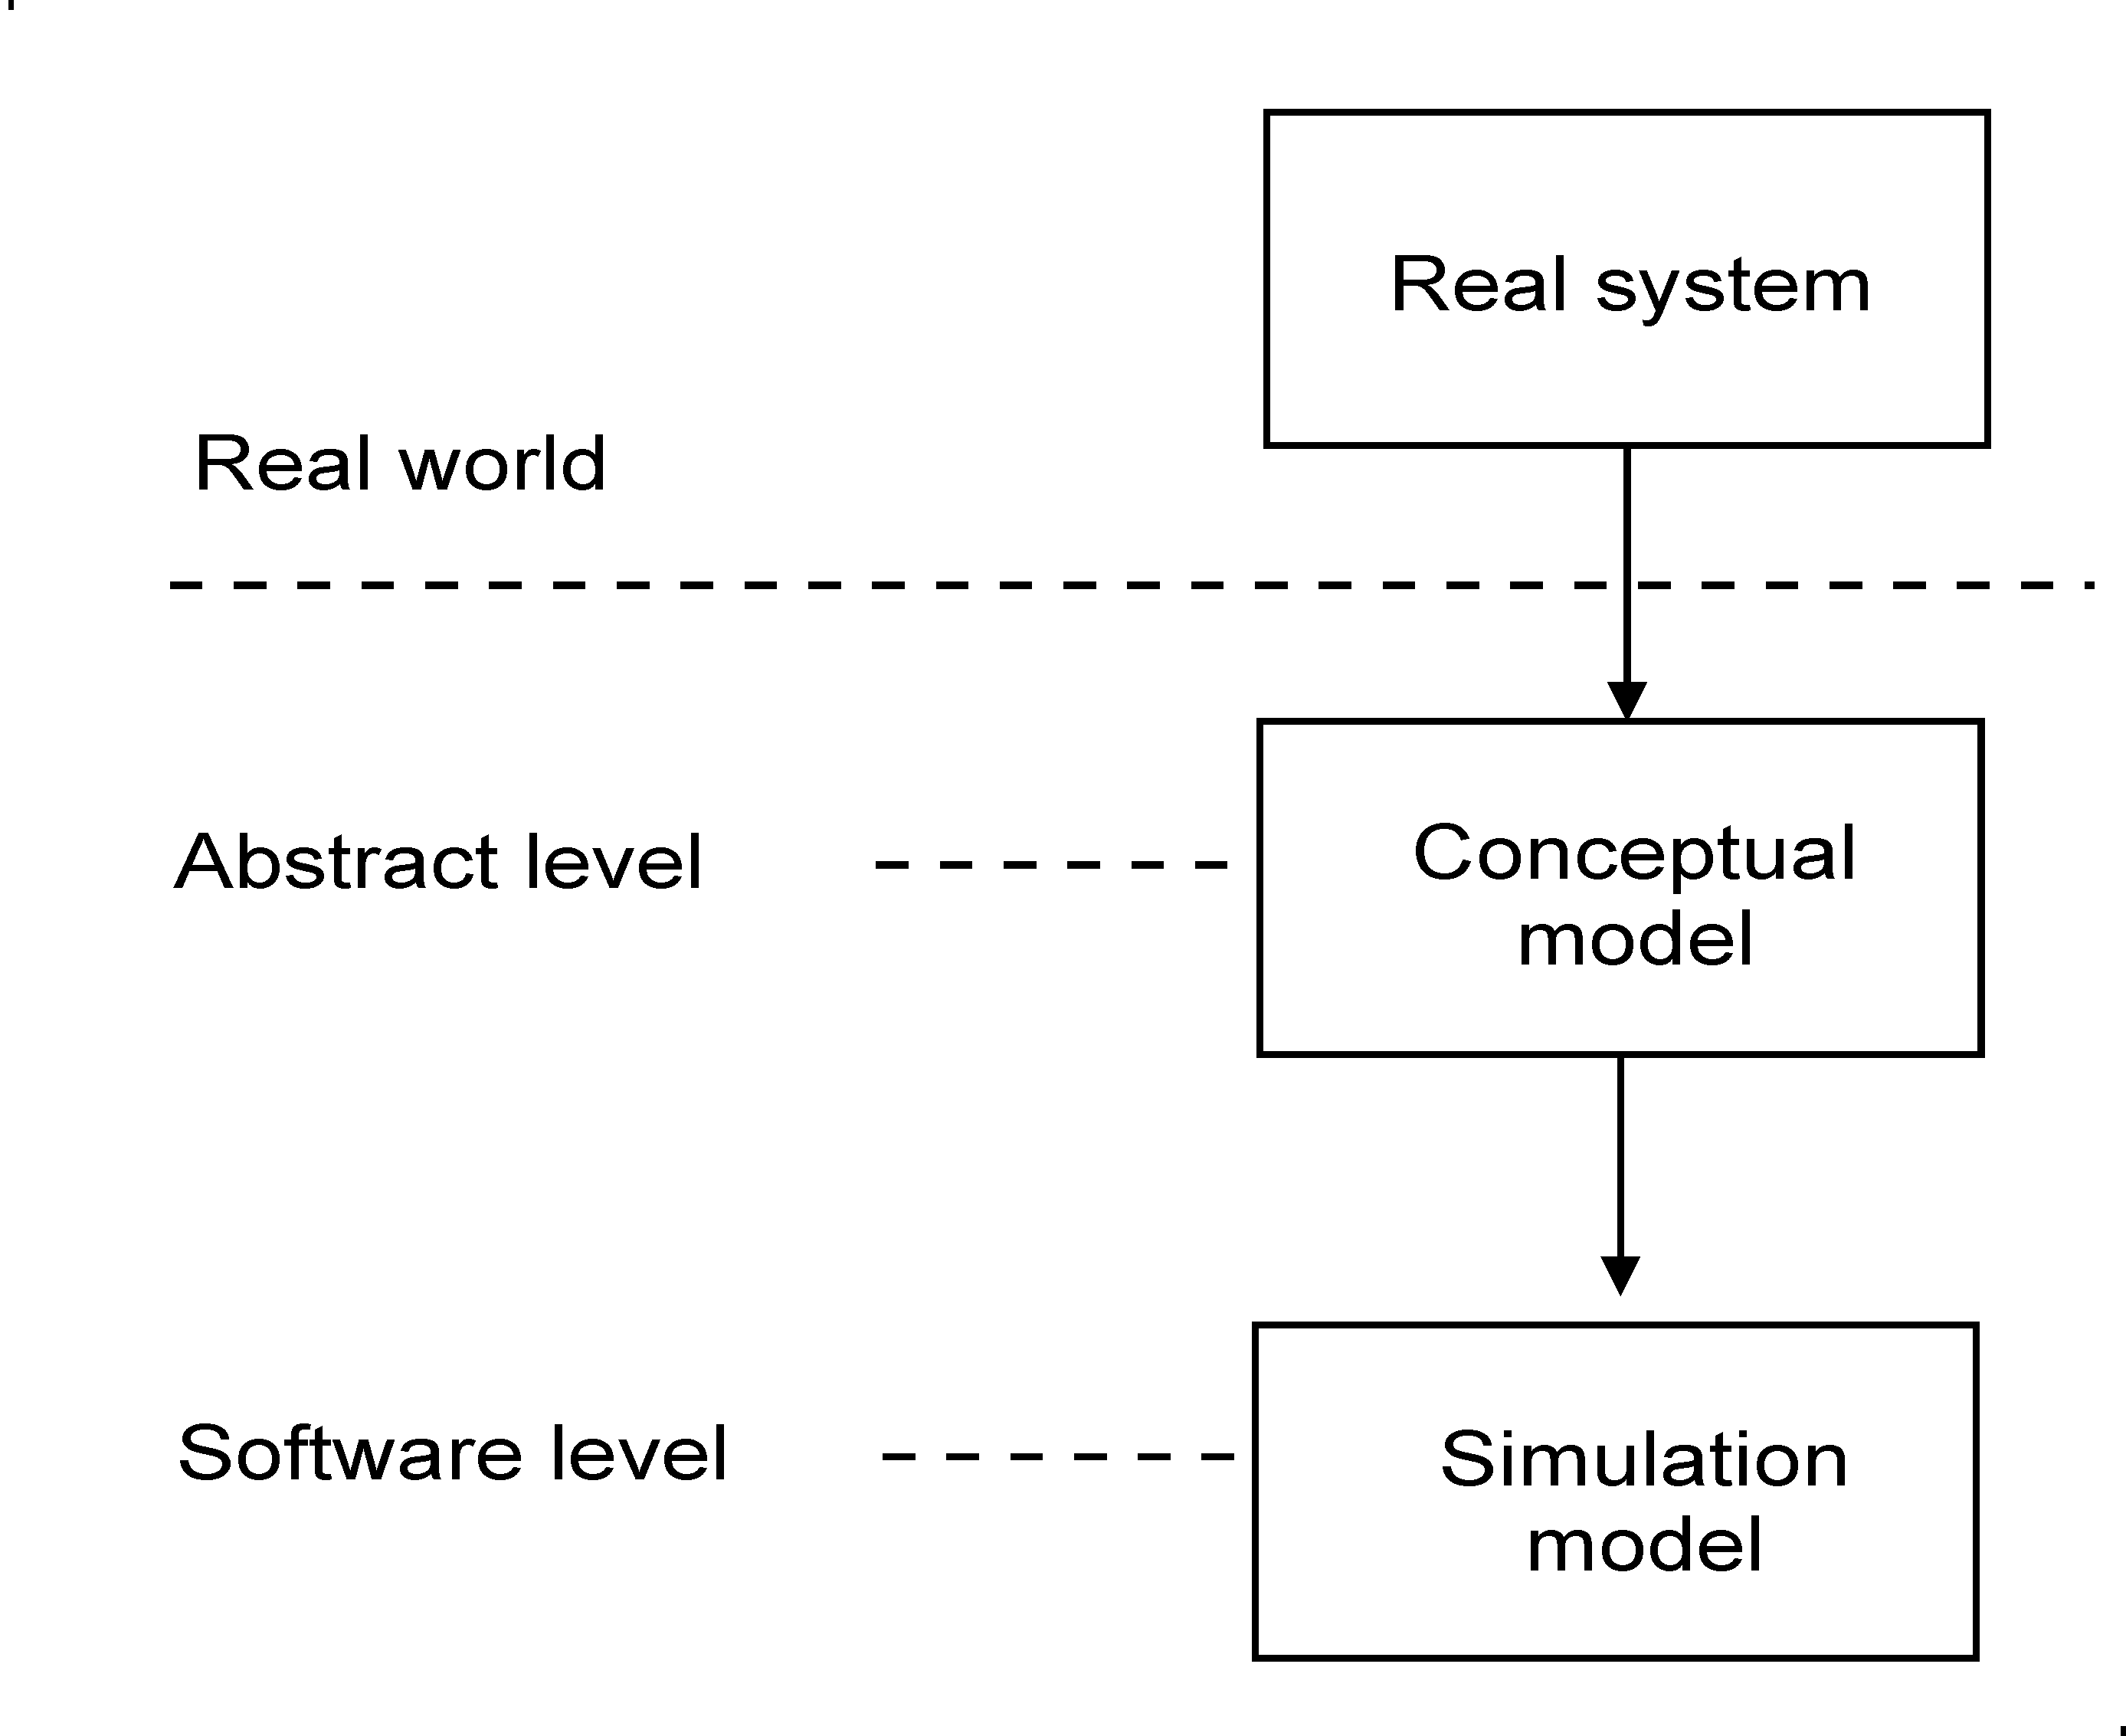 Real system
Real world
Abstract level
Conceptual
model
Software level
Simulation
model